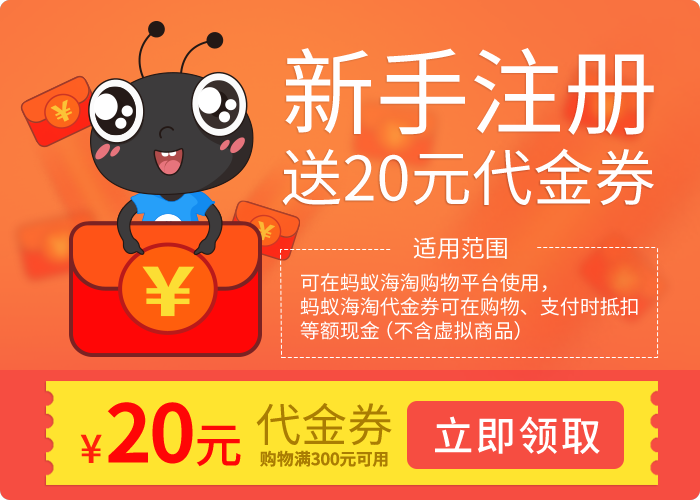 新手注册
送20元代金券
适用范围
可在蚂蚁海淘购物平台使用，
蚂蚁海淘代金券可在购物、支付时抵扣
等额现金（不含虚拟商品）
¥
¥
¥
¥20元
代金券
购物满300元可用
立即领取